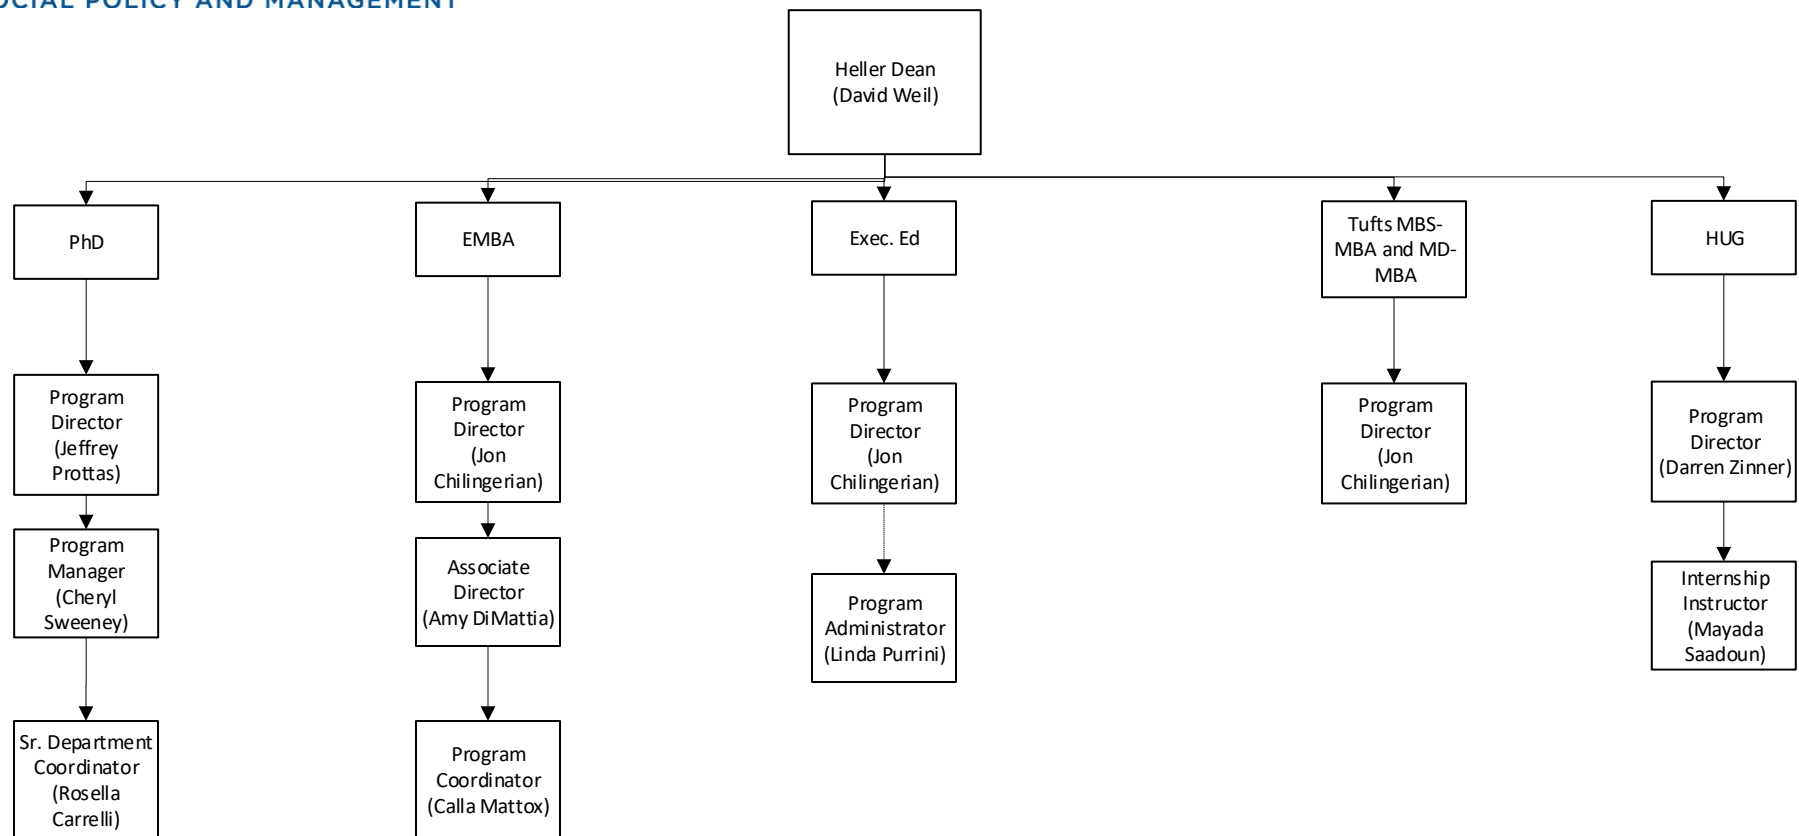 SOCIAL POLICY AND MANAGEMENT
Heller Dean
(David Weil)
PhD
EMBA
Exec. Ed
Tufts MBS-
MBA and MD-
MBA
HUG
Program
Director
(Jeffrey
Prottas)
Program
Director
(Jon
Chilingerian)
Program
Director
(Jon
Chilingerian)
Program
Director
(Jon
Chilingerian)
Program
Director
(Darren Zinner)
Program
Manager
(Cheryl
Sweeney)
Associate
Director
(Amy DiMattia)
Program
Administrator
(Linda Purrini)
Internship
Instructor
(Mayada
Saadoun)
Sr. Department
Coordinator
(Rosella
Carrelli)
Program
Coordinator
(Calla Mattox)